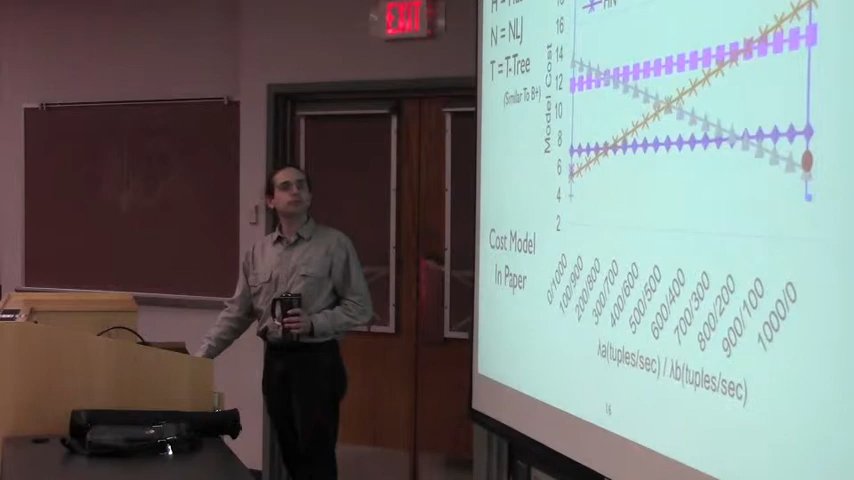 EXIT
N = NLJ
T = T-Tree
(Similar To B+)
Cost Model
In Paper
Model Cost
16
14
12
10
8
6
4
2
0/1000
100/900
200/800
300/700
400/600
500/500
600/400
700/300
800/200
900/100
1000/0
λa(tuples/sec) / λb(tuples/sec)
16